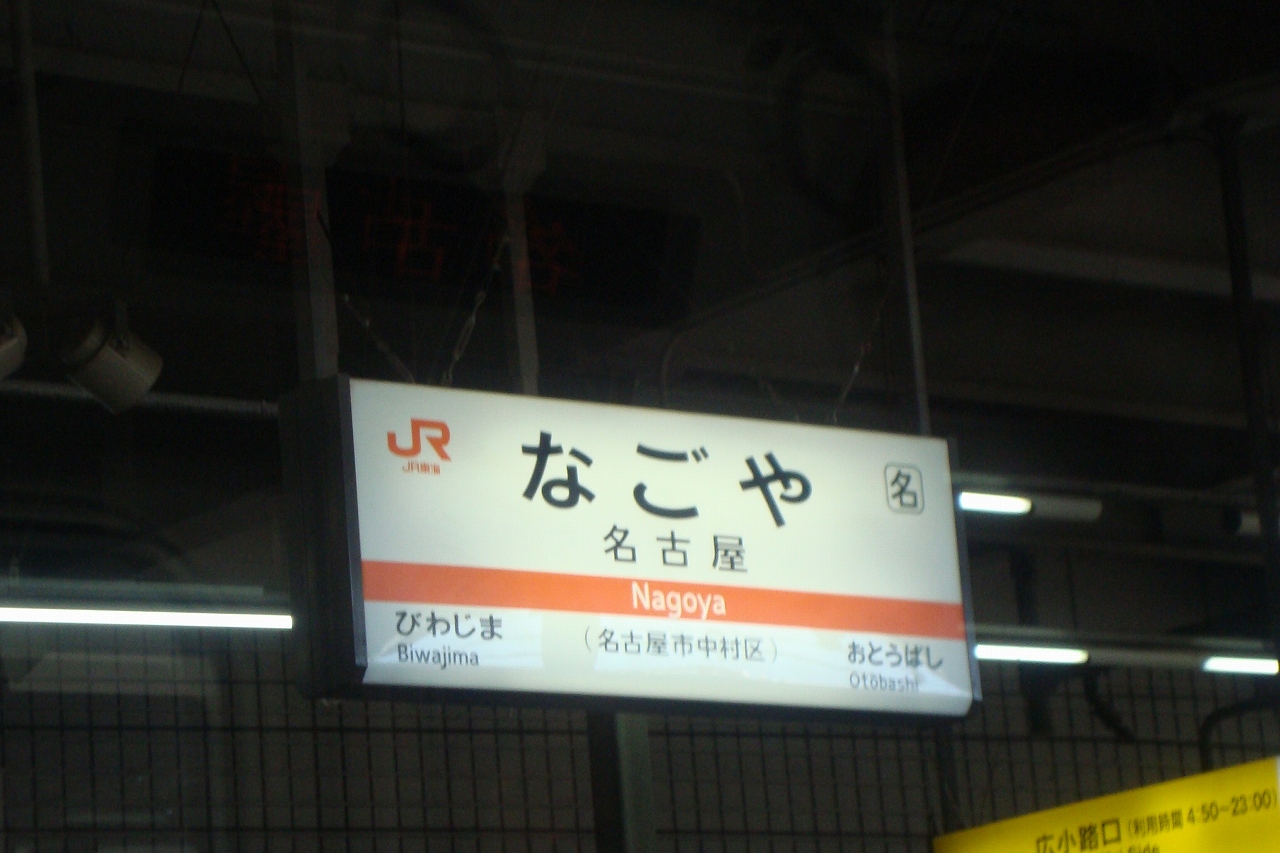 JR
JR東海
なごや
名
名古屋
Nagoya
びわじま
Biwajima
(名古屋市中村区)
おとうばし
Otōbashi
広小路口 (利用時間 4:50~23:00)
Side